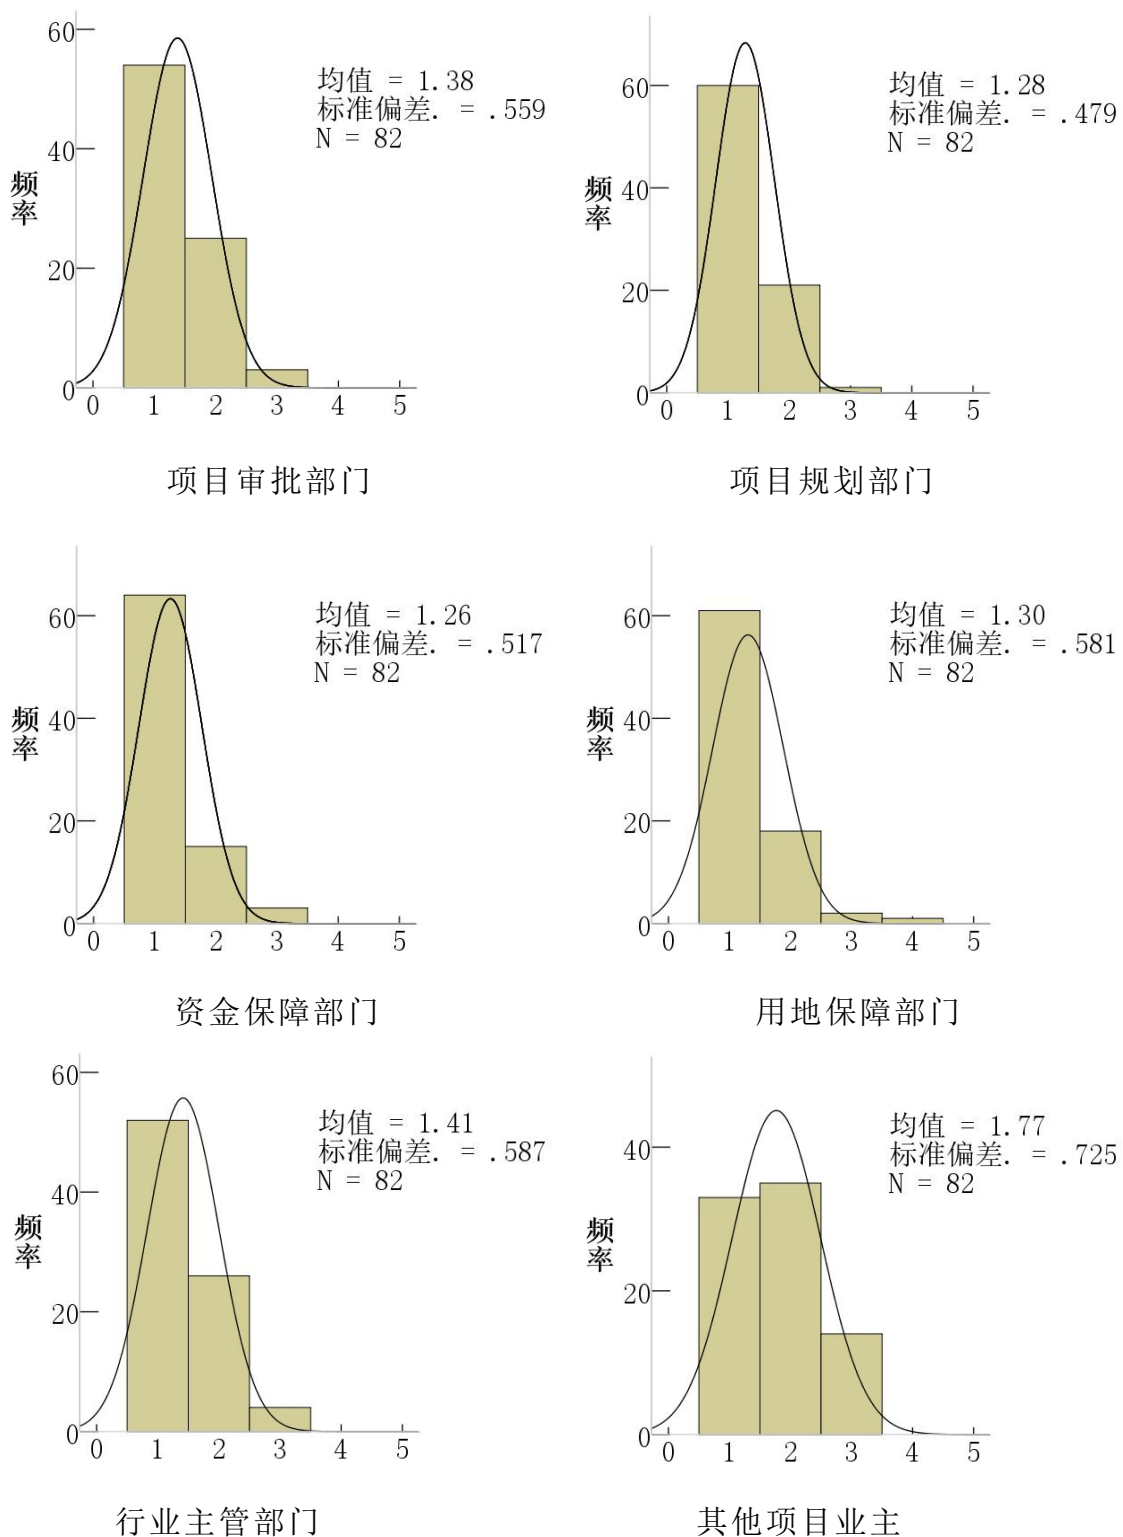 60
40
20
0
频率
均值 = 1.38
标准偏差. = .559
N = 82
0 1 2 3 4 5
项目审批部门
60
40
20
0
频率
均值 = 1.28
标准偏差. = .479
N = 82
0 1 2 3 4 5
项目规划部门
60
40
20
0
频率
均值 = 1.26
标准偏差. = .517
N = 82
0 1 2 3 4 5
资金保障部门
60
40
20
0
频率
均值 = 1.30
标准偏差. = .581
N = 82
0 1 2 3 4 5
用地保障部门
60
40
20
0
频率
均值 = 1.41
标准偏差. = .587
N = 82
0 1 2 3 4 5
行业主管部门
40
20
0
频率
均值 = 1.77
标准偏差. = .725
N = 82
0 1 2 3 4 5
其他项目业主